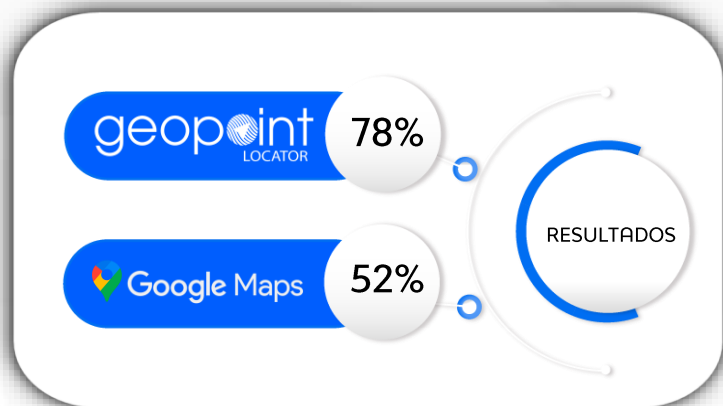 geopoint
LOCATOR
78%
Google Maps
52%
RESULTADOS